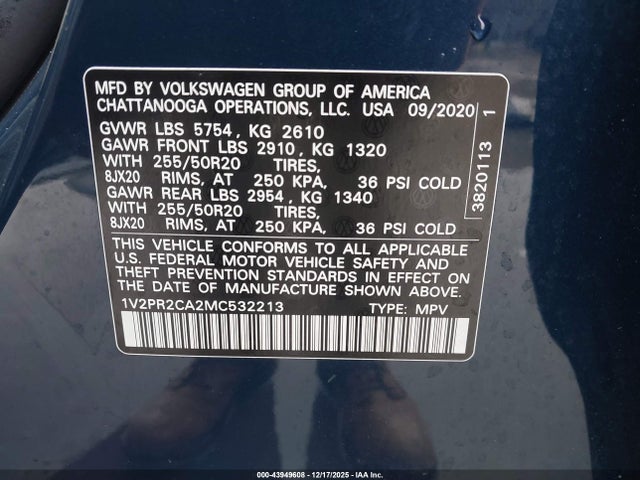 MFD BY VOLKSWAGEN GROUP OF AMERICA
CHATTANOOGA OPERATIONS, LLC. USA 09/2020
GVWR LBS 5754, KG 2610
GAWR FRONT LBS 2910, KG 1320
WITH 255/50R20 TIRES,
8JX20 RIMS, AT 250 KPA, 36 PSI COLD
GAWR REAR LBS 2954, KG 1340
WITH 255/50R20 TIRES,
8JX20 RIMS, AT 250 KPA, 36 PSI COLD
THIS VEHICLE CONFORMS TO ALL APPLICABLE
U.S. FEDERAL MOTOR VEHICLE SAFETY AND
THEFT PREVENTION STANDARDS IN EFFECT ON
THE DATE OF MANUFACTURE SHOWN ABOVE.
1V2PR2CA2MC532213 TYPE: MPV
3820113 1
000-43949608 - 12/17/2025 - IAA Inc.